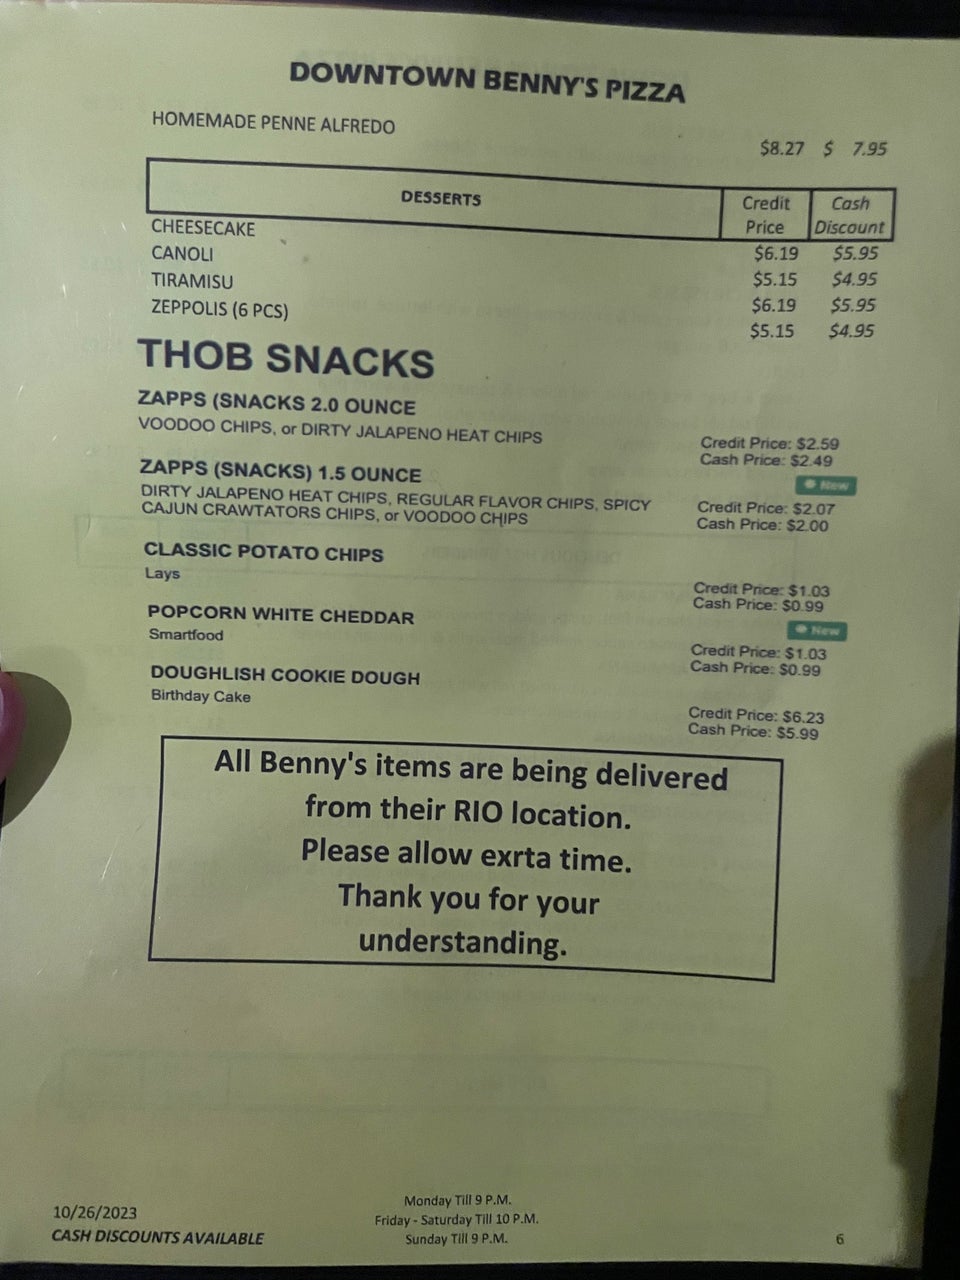 DOWNTOWN BENNY'S PIZZA
HOMEMADE PENNE ALFREDO $8.27 $ 7.95
DESSERTS Credit Price Cash Discount
CHEESECAKE $6.19 $5.95
CANOLI $5.15 $4.95
TIRAMISU $6.19 $5.95
ZEPPOLIS (6 PCS) $5.15 $4.95
THOB SNACKS
ZAPPS (SNACKS 2.0 OUNCE
VOODOO CHIPS, or DIRTY JALAPENO HEAT CHIPS
Credit Price: $2.59
Cash Price: $2.49
ZAPPS (SNACKS) 1.5 OUNCE
New
DIRTY JALAPENO HEAT CHIPS, REGULAR FLAVOR CHIPS, SPICY
CAJUN CRAWTATORS CHIPS, or VOODOO CHIPS
Credit Price: $2.07
Cash Price: $2.00
CLASSIC POTATO CHIPS
Lays
Credit Price: $1.03
Cash Price: $0.99
POPCORN WHITE CHEDDAR
New
Smartfood
Credit Price: $1.03
Cash Price: $0.99
DOUGHLISH COOKIE DOUGH
Birthday Cake
Credit Price: $6.23
Cash Price: $5.99
All Benny's items are being delivered
from their RIO location.
Please allow exrta time.
Thank you for your
understanding.
Monday Till 9 P.M.
10/26/2023 Friday - Saturday Till 10 P.M.
CASH DISCOUNTS AVAILABLE Sunday Till 9 P.M. 6